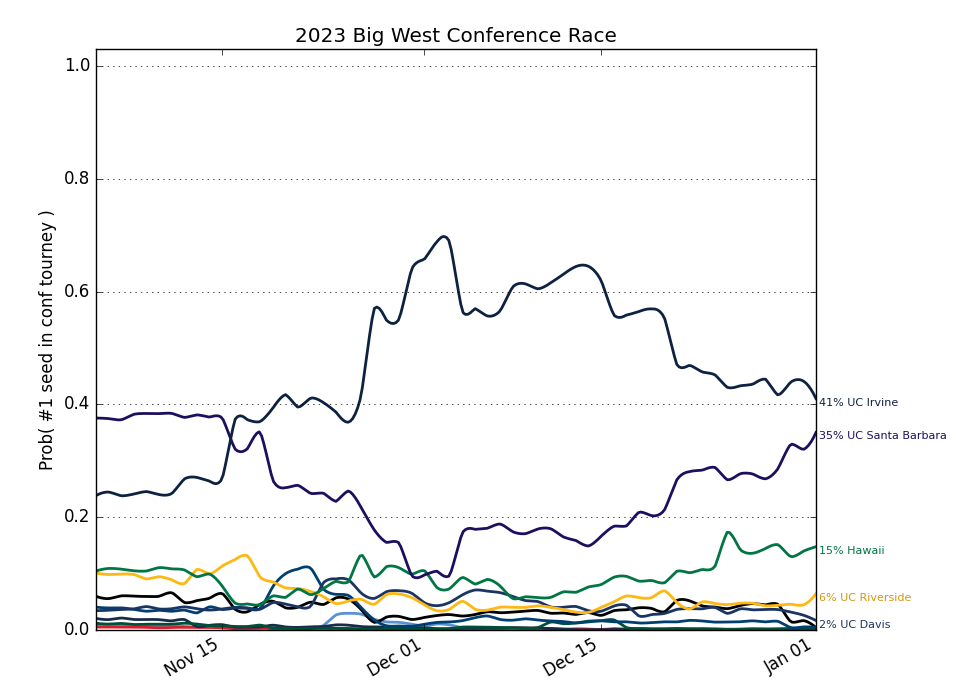 2023 Big West Conference Race
Prob( #1 seed in conf tourney )
1.0
0.8
0.6
0.4
0.2
0.0
41% UC Irvine
35% UC Santa Barbara
15% Hawaii
6% UC Riverside
2% UC Davis
Nov 15
Dec 01
Dec 15
Jan 01